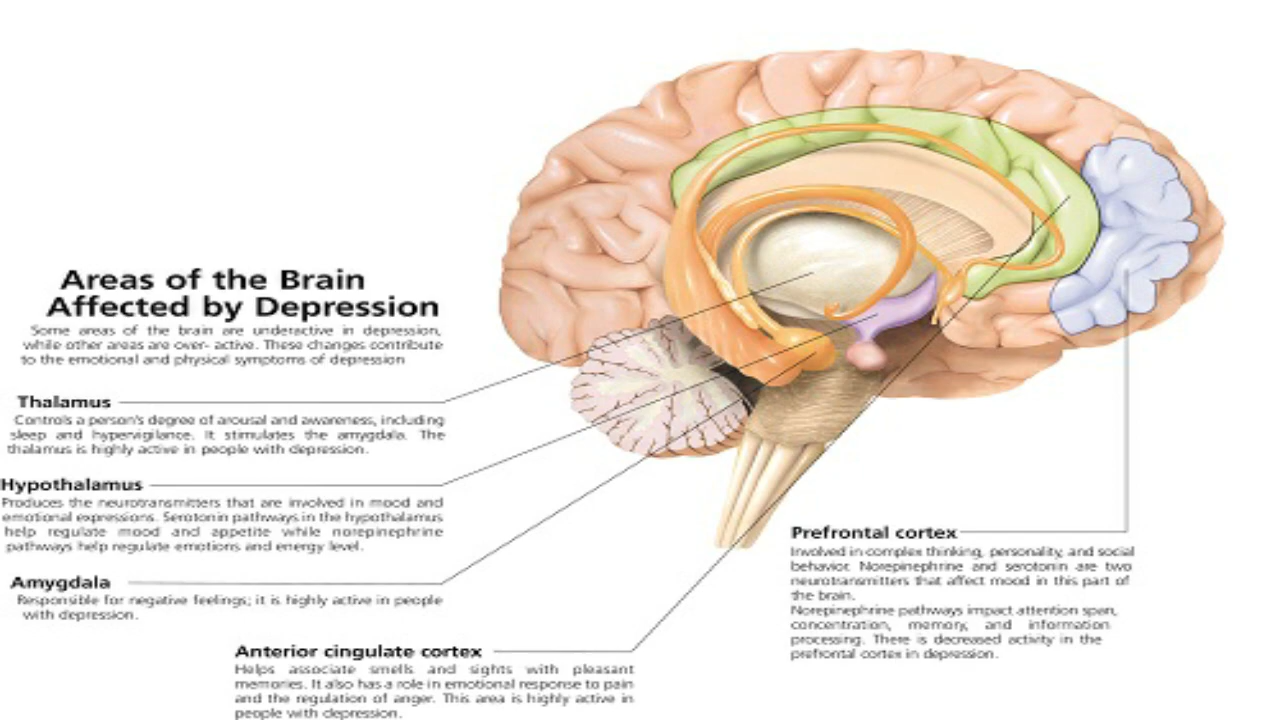 Areas of the Brain
Affected by Depression
Some areas of the brain are underactive in depression,
while other areas are over- active. These changes contribute
to the emotional and physical symptoms of depression
Thalamus
Controls a person's degree of arousal and awareness, including
sleep and hypervigilance. It stimulates the amygdala. The
thalamus is highly active in people with depression.
Hypothalamus
Produces the neurotransmitters that are involved in mood and
emotional expressions. Serotonin pathways in the hypothalamus
help regulate mood and appetite while norepinephrine
pathways help regulate emotions and energy level.
Amygdala
Responsible for negative feelings; it is highly active in people
with depression.
Anterior cingulate cortex
Helps associate smells and sights with pleasant
memories. It also has a role in emotional response to pain
and the regulation of anger. This area is highly active in
people with depression.
Prefrontal cortex
Involved in complex thinking, personality, and social
behavior. Norepinephrine and serotonin are two
neurotransmitters that affect mood in this part of
the brain.
Norepinephrine pathways impact attention span,
concentration, memory, and information
processing. There is decreased activity in the
prefrontal cortex in depression.